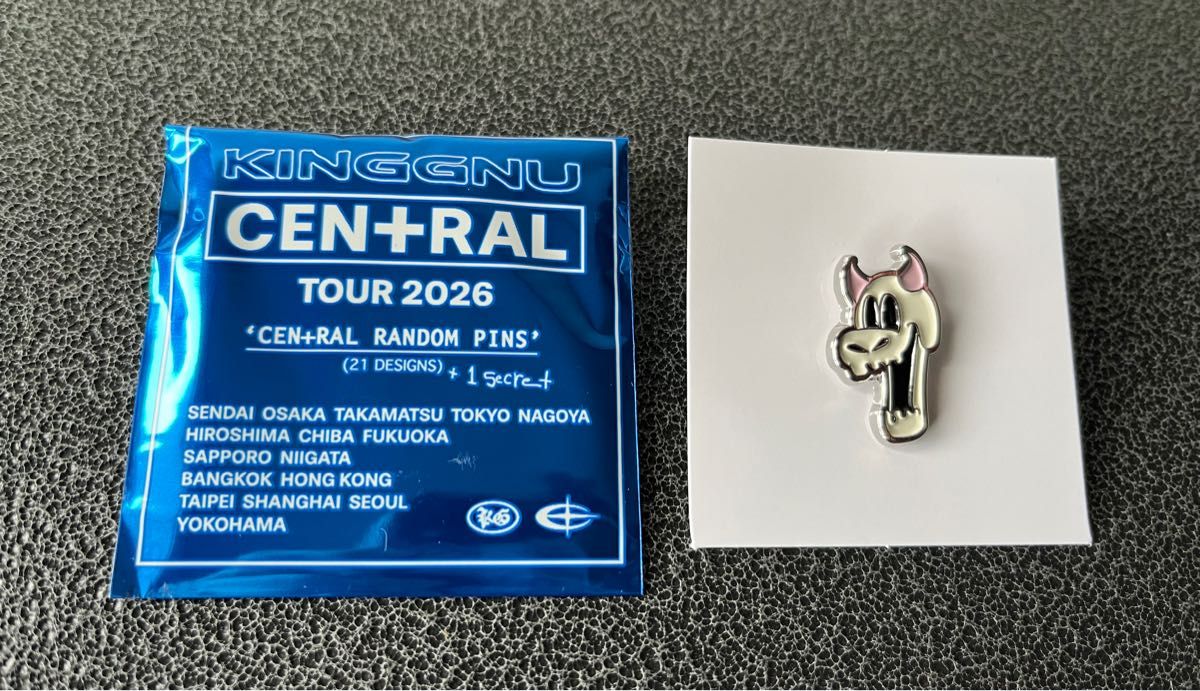 KINGGNU
CEN+RAL
TOUR 2026
‘CEN+RAL RANDOM PINS’
(21 DESIGNS) + 1 secret
SENDAI OSAKA TAKAMATSU TOKYO NAGOYA
HIROSHIMA CHIBA FUKUOKA
SAPPORO NIIGATA
BANGKOK HONG KONG
TAIPEI SHANGHAI SEOUL
YOKOHAMA
KG